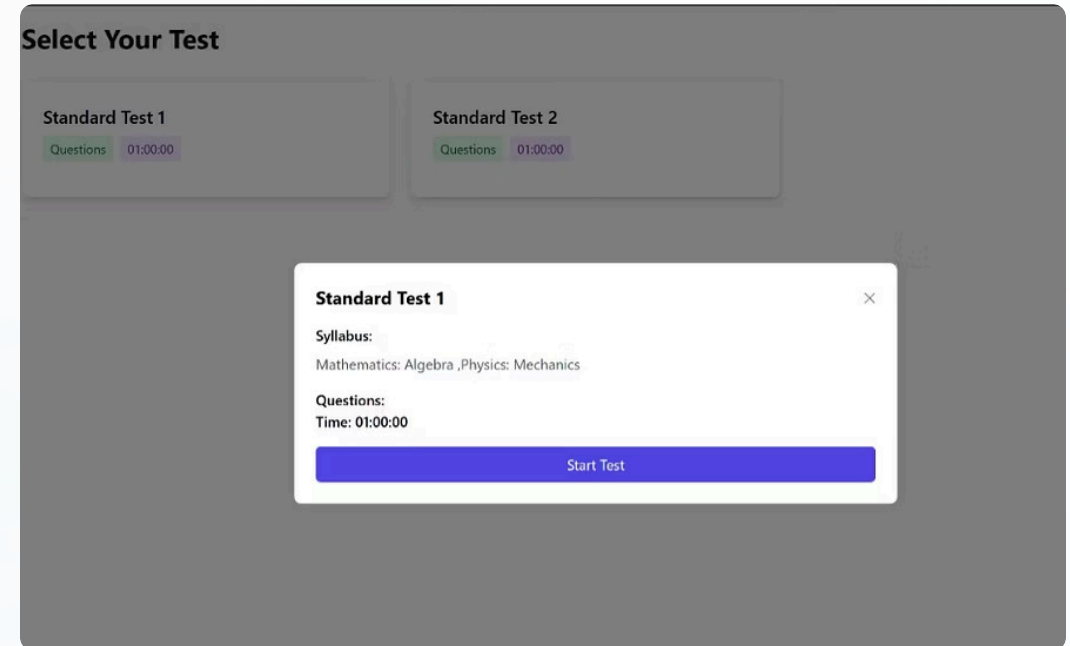 Select Your Test
Standard Test 1
Questions 01:00:00
Standard Test 2
Questions 01:00:00
Standard Test 1
Syllabus:
Mathematics: Algebra ,Physics: Mechanics
Questions:
Time: 01:00:00
Start Test